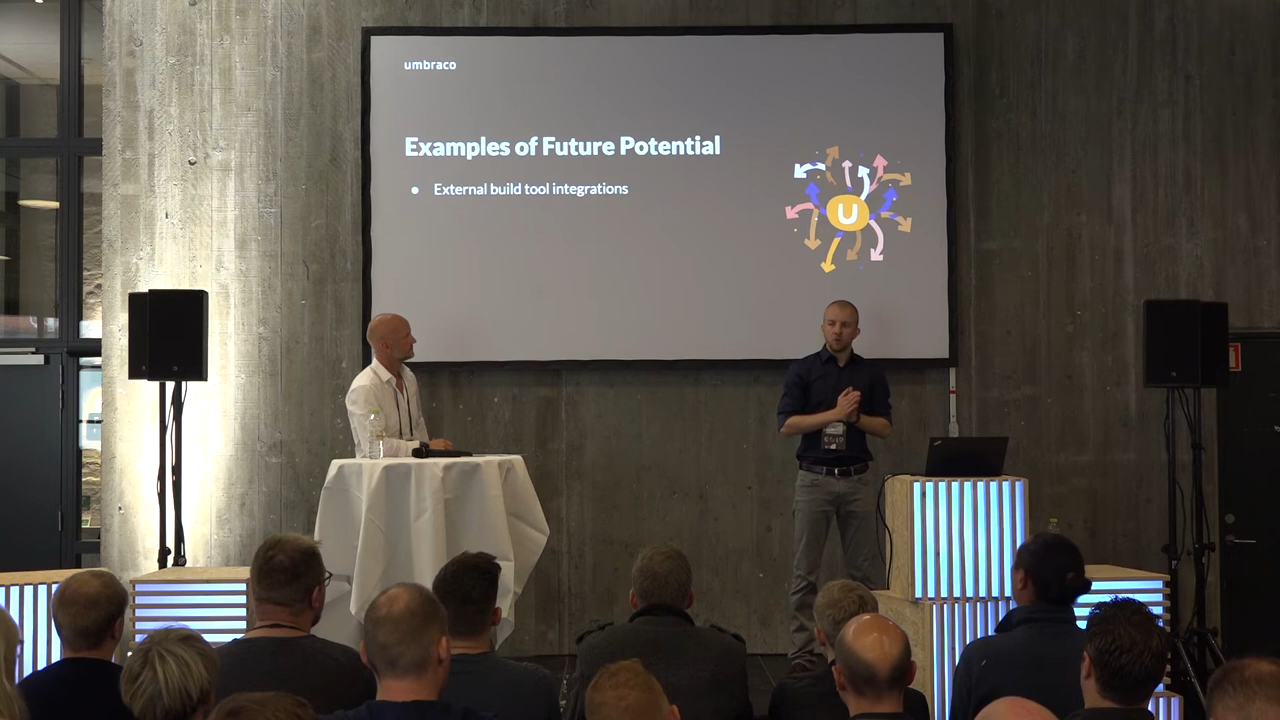 umbraco
Examples of Future Potential
• External build tool integrations
U